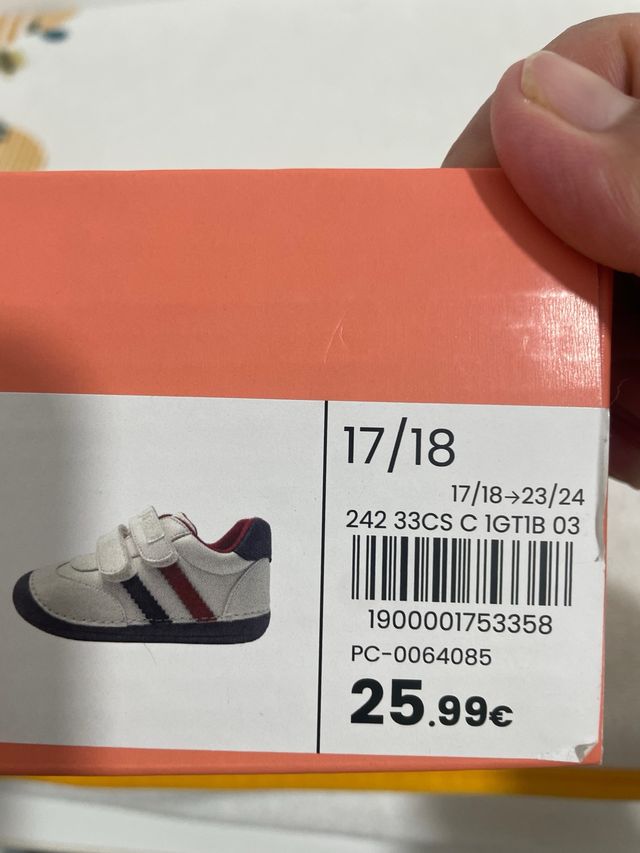 17/18
17/18→23/24
242 33CS C 1GT1B 03
1900001753358
PC-0064085
25.99€